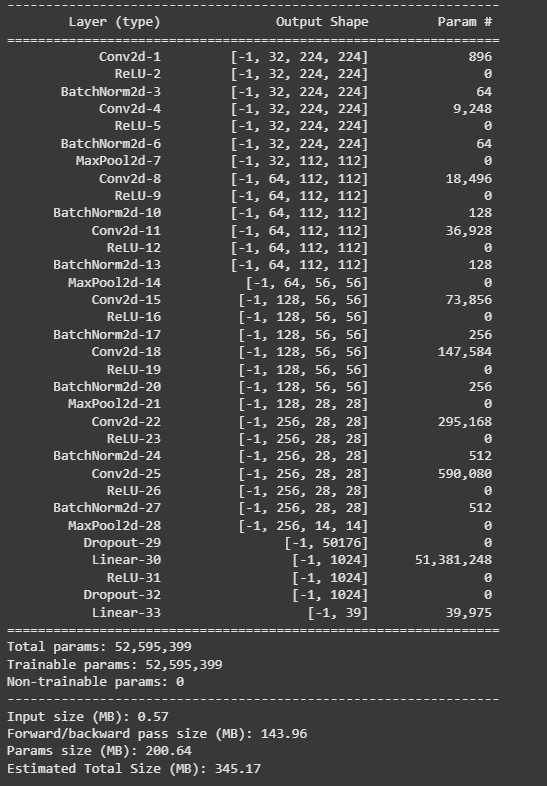 ----------------------------------------------------------------
Layer (type) Output Shape Param #
================================================================
Conv2d-1 [-1, 32, 224, 224] 896
ReLU-2 [-1, 32, 224, 224] 0
BatchNorm2d-3 [-1, 32, 224, 224] 64
Conv2d-4 [-1, 32, 224, 224] 9,248
ReLU-5 [-1, 32, 224, 224] 0
BatchNorm2d-6 [-1, 32, 224, 224] 64
MaxPool2d-7 [-1, 32, 112, 112] 0
Conv2d-8 [-1, 64, 112, 112] 18,496
ReLU-9 [-1, 64, 112, 112] 0
BatchNorm2d-10 [-1, 64, 112, 112] 128
Conv2d-11 [-1, 64, 112, 112] 36,928
ReLU-12 [-1, 64, 112, 112] 0
BatchNorm2d-13 [-1, 64, 112, 112] 128
MaxPool2d-14 [-1, 64, 56, 56] 0
Conv2d-15 [-1, 128, 56, 56] 73,856
ReLU-16 [-1, 128, 56, 56] 0
BatchNorm2d-17 [-1, 128, 56, 56] 256
Conv2d-18 [-1, 128, 56, 56] 147,584
ReLU-19 [-1, 128, 56, 56] 0
BatchNorm2d-20 [-1, 128, 56, 56] 256
MaxPool2d-21 [-1, 128, 28, 28] 0
Conv2d-22 [-1, 256, 28, 28] 295,168
ReLU-23 [-1, 256, 28, 28] 0
BatchNorm2d-24 [-1, 256, 28, 28] 512
Conv2d-25 [-1, 256, 28, 28] 590,080
ReLU-26 [-1, 256, 28, 28] 0
BatchNorm2d-27 [-1, 256, 28, 28] 512
MaxPool2d-28 [-1, 256, 14, 14] 0
Dropout-29 [-1, 50176] 0
Linear-30 [-1, 1024] 51,381,248
ReLU-31 [-1, 1024] 0
Dropout-32 [-1, 1024] 0
Linear-33 [-1, 39] 39,975
================================================================
Total params: 52,595,399
Trainable params: 52,595,399
Non-trainable params: 0
----------------------------------------------------------------
Input size (MB): 0.57
Forward/backward pass size (MB): 143.96
Params size (MB): 200.64
Estimated Total Size (MB): 345.17